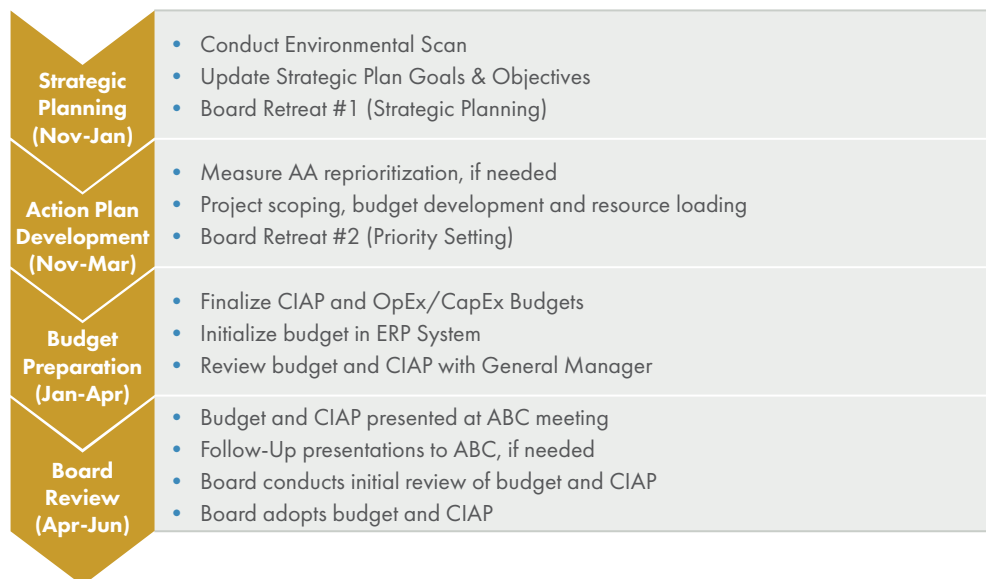 Strategic
Planning
(Nov-Jan)
• Conduct Environmental Scan
• Update Strategic Plan Goals & Objectives
• Board Retreat #1 (Strategic Planning)
Action Plan
Development
(Nov-Mar)
• Measure AA reprioritization, if needed
• Project scoping, budget development and resource loading
• Board Retreat #2 (Priority Setting)
Budget
Preparation
(Jan-Apr)
• Finalize CIAP and OpEx/CapEx Budgets
• Initialize budget in ERP System
• Review budget and CIAP with General Manager
Board
Review
(Apr-Jun)
• Budget and CIAP presented at ABC meeting
• Follow-Up presentations to ABC, if needed
• Board conducts initial review of budget and CIAP
• Board adopts budget and CIAP